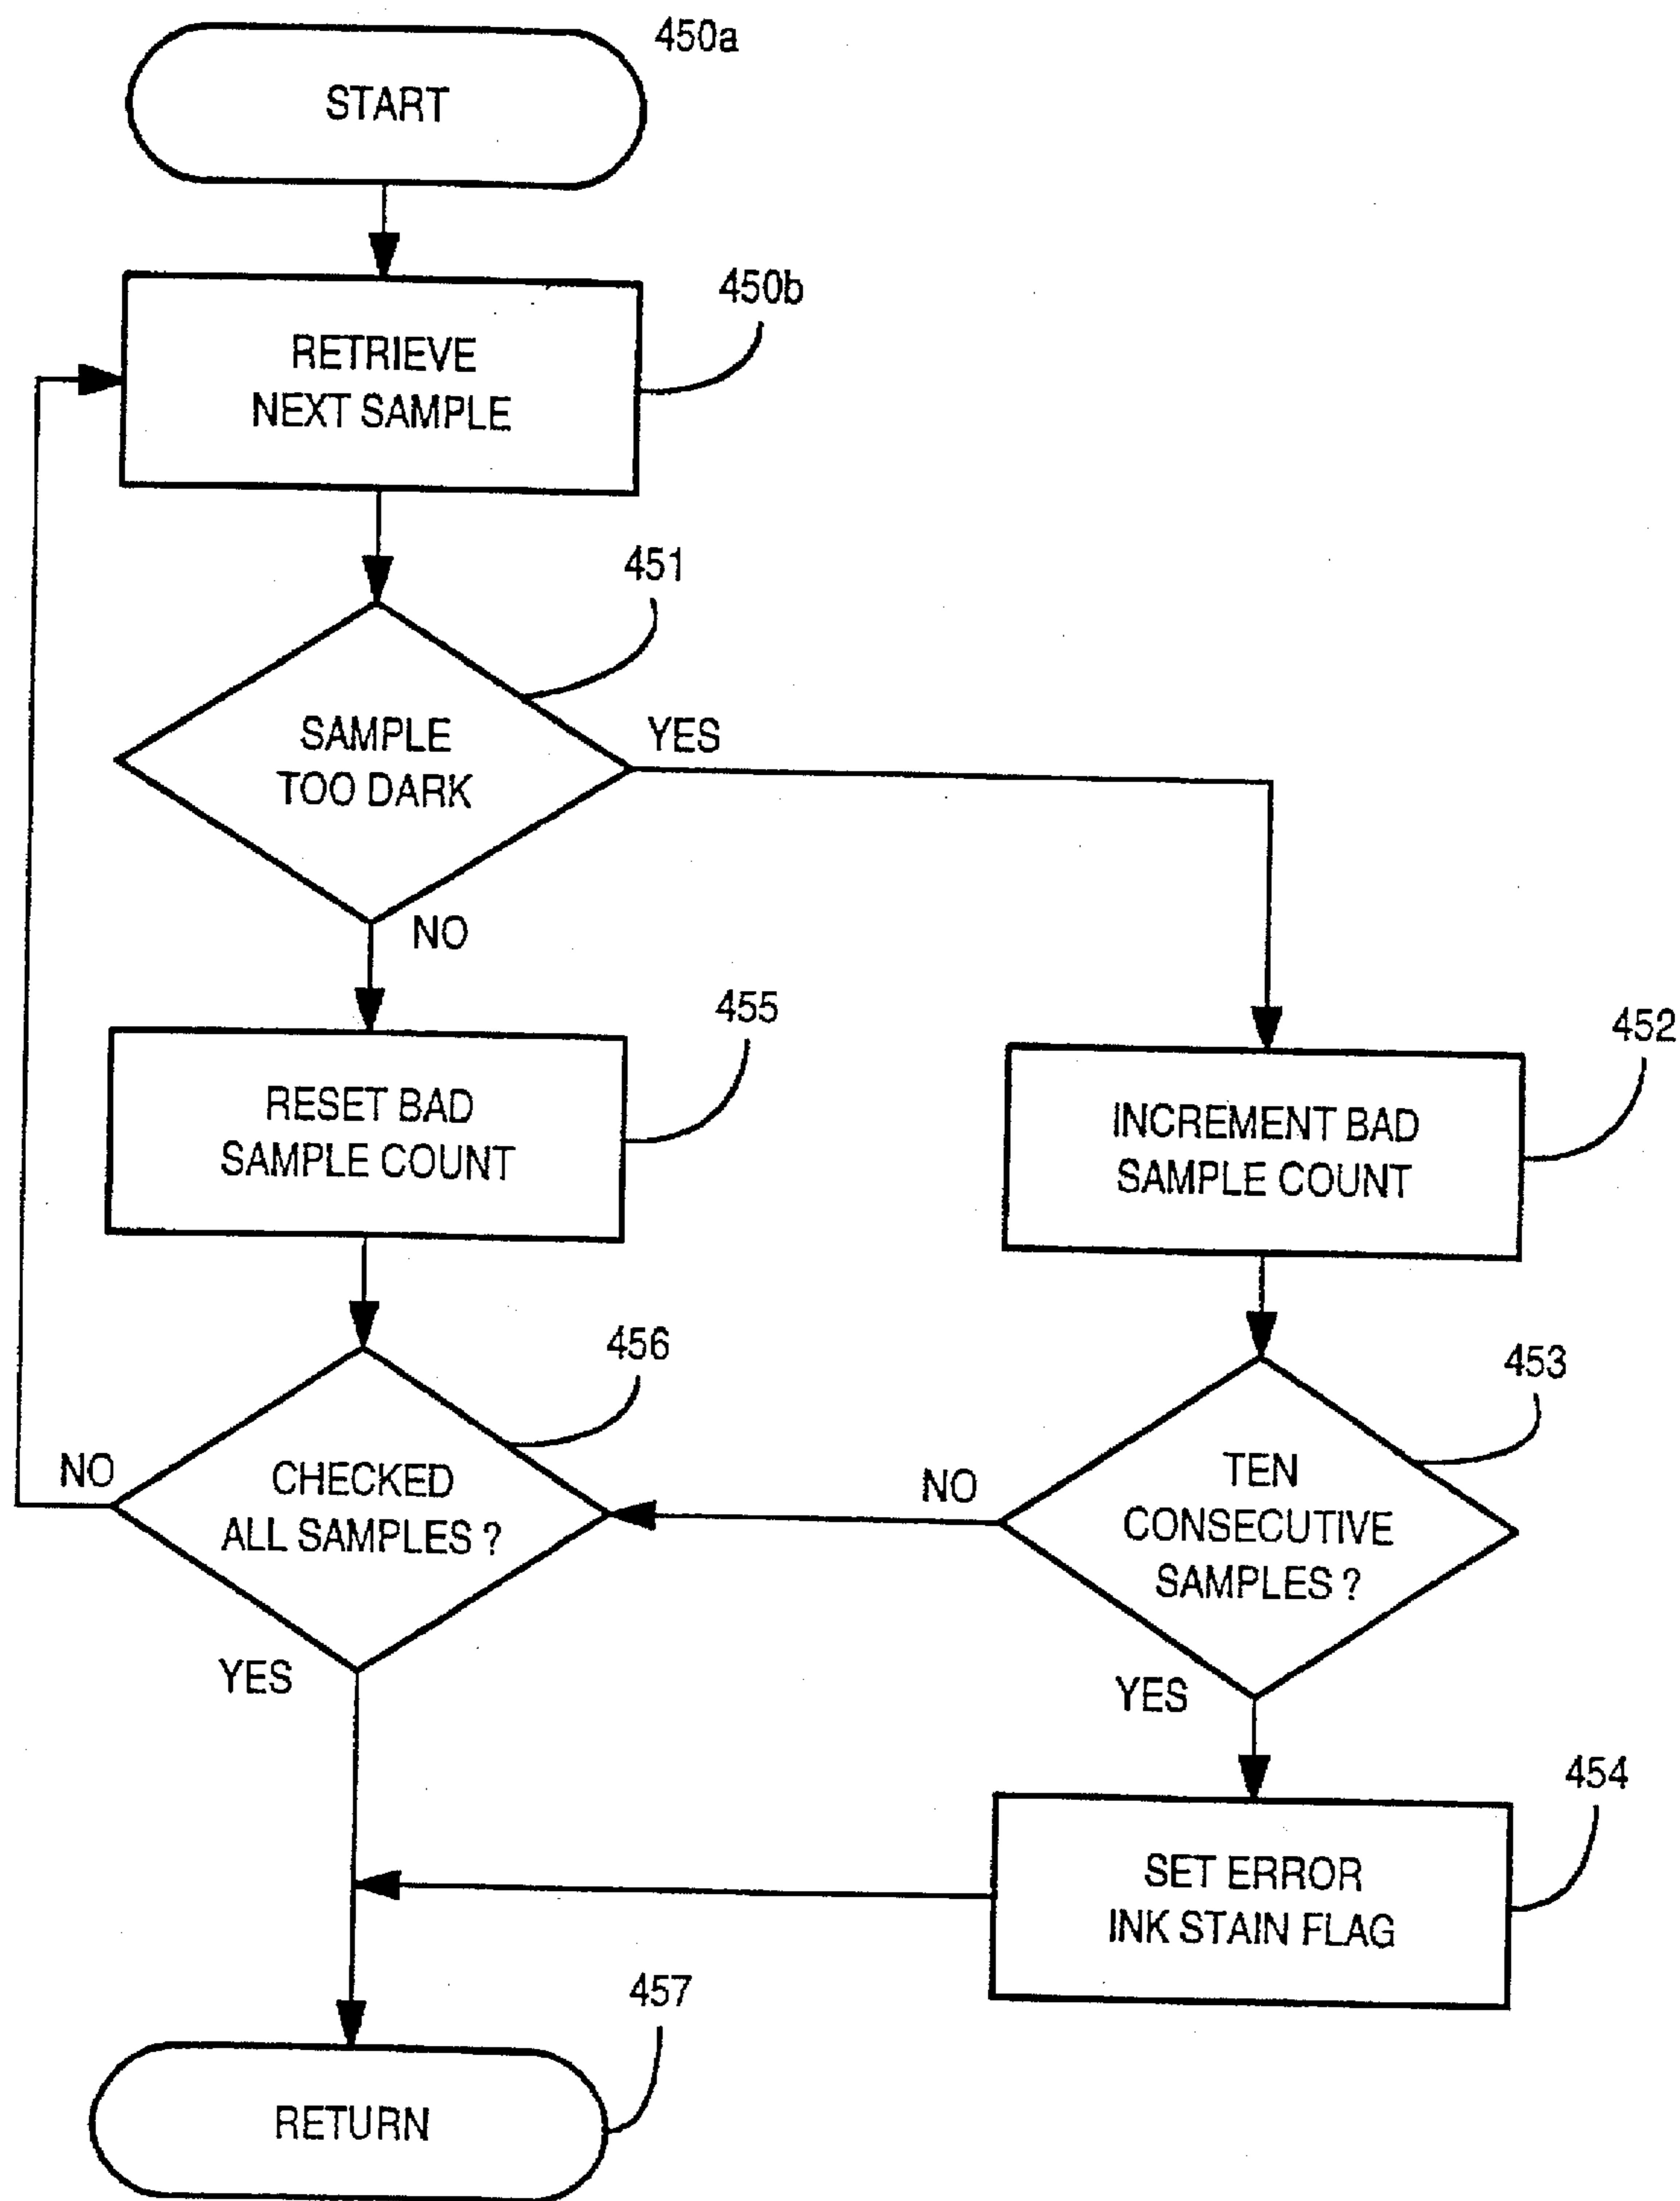 450a
START
450b
RETRIEVE
NEXT SAMPLE
451
SAMPLE
TOO DARK
YES
NO
455
RESET BAD
SAMPLE COUNT
452
INCREMENT BAD
SAMPLE COUNT
456
CHECKED
ALL SAMPLES ?
NO
YES
453
TEN
CONSECUTIVE
SAMPLES ?
NO
YES
454
SET ERROR
INK STAIN FLAG
457
RETURN